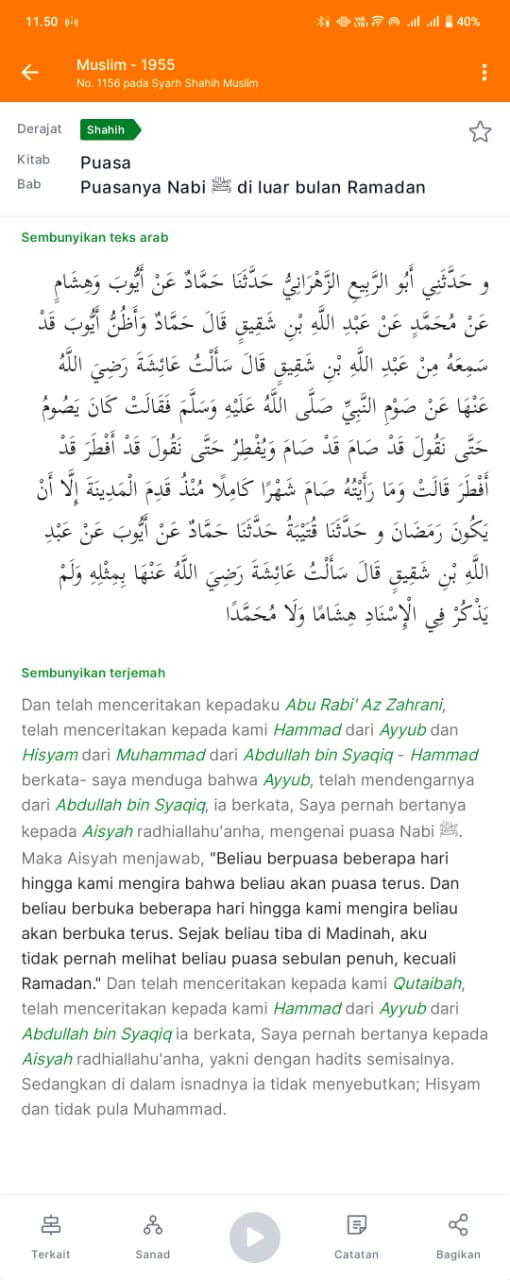 11.50
40%
Muslim - 1955
No. 1156 pada Syarh Shahih Muslim
Derajat Shahih
Kitab Puasa
Bab Puasanya Nabi ﷺ di luar bulan Ramadan
Sembunyikan teks arab
و حَدَّثَنِي أَبُو الرَّبِيعِ الزَّهْرَانِيُّ حَدَّثَنَا حَمَّادٌ عَنْ أَيُّوبَ وَهِشَامٍ
عَنْ مُحَمَّدٍ عَنْ عَبْدِ اللَّهِ بْنِ شَقِيقٍ قَالَ حَمَّادٌ وَأَظُنُّ أَيُّوبَ قَدْ
سَمِعَهُ مِنْ عَبْدِ اللَّهِ بْنِ شَقِيقٍ قَالَ سَأَلْتُ عَائِشَةَ رَضِيَ اللَّهُ
عَنْهَا عَنْ صَوْمِ النَّبِيِّ صَلَّى اللَّهُ عَلَيْهِ وَسَلَّمَ فَقَالَتْ كَانَ يَصُومُ
حَتَّى نَقُولَ قَدْ صَامَ قَدْ صَامَ وَيُفْطِرُ حَتَّى نَقُولَ قَدْ أَفْطَرَ قَدْ
أَفْطَرَ قَالَتْ وَمَا رَأَيْتُهُ صَامَ شَهْرًا كَامِلًا مُنْذُ قَدِمَ الْمَدِينَةَ إِلَّا أَنْ
يَكُونَ رَمَضَانَ و حَدَّثَنَا قُتَيْبَةُ حَدَّثَنَا حَمَّادٌ عَنْ أَيُّوبَ عَنْ عَبْدِ
اللَّهِ بْنِ شَقِيقٍ قَالَ سَأَلْتُ عَائِشَةَ رَضِيَ اللَّهُ عَنْهَا بِمِثْلِهِ وَلَمْ
يَذْكُرْ فِي الْإِسْنَادِ هِشَامًا وَلَا مُحَمَّدًا
Sembunyikan terjemah
Dan telah menceritakan kepadaku Abu Rabi' Az Zahrani,
telah menceritakan kepada kami Hammad dari Ayyub dan
Hisyam dari Muhammad dari Abdullah bin Syaqiq - Hammad
berkata- saya menduga bahwa Ayyub, telah mendengarnya
dari Abdullah bin Syaqiq, ia berkata, Saya pernah bertanya
kepada Aisyah radhiallahu'anha, mengenai puasa Nabi ﷺ.
Maka Aisyah menjawab, "Beliau berpuasa beberapa hari
hingga kami mengira bahwa beliau akan puasa terus. Dan
beliau berbuka beberapa hari hingga kami mengira beliau
akan berbuka terus. Sejak beliau tiba di Madinah, aku
tidak pernah melihat beliau puasa sebulan penuh, kecuali
Ramadan." Dan telah menceritakan kepada kami Qutaibah,
telah menceritakan kepada kami Hammad dari Ayyub dari
Abdullah bin Syaqiq ia berkata, Saya pernah bertanya kepada
Aisyah radhiallahu'anha, yakni dengan hadits semisalnya.
Sedangkan di dalam isnadnya ia tidak menyebutkan; Hisyam
dan tidak pula Muhammad.
Terkait Sanad Catatan Bagikan